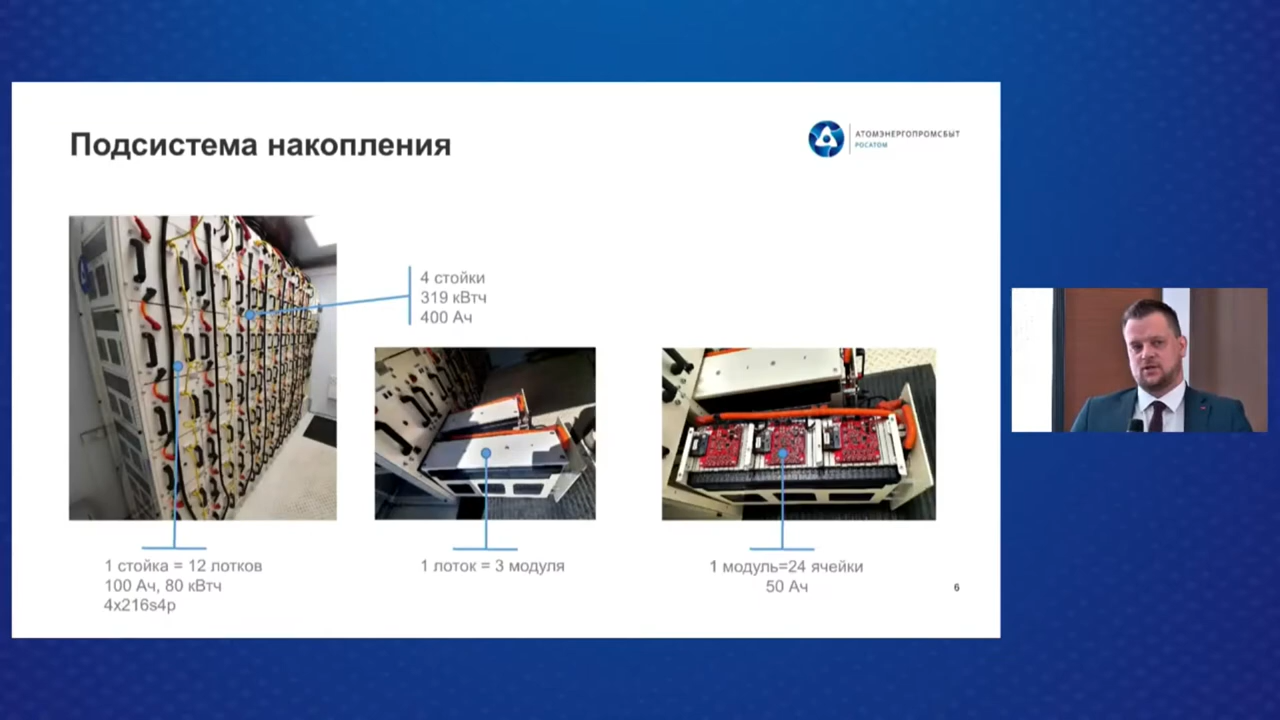 Подсистема накопления
АТОМЭНЕРГОПРОМСБЫТ
РОСАТОМ
4 стойки
319 кВтч
400 Ач
1 стойка = 12 лотков
100 Ач, 80 кВтч
4x216s4p
1 лоток = 3 модуля
1 модуль=24 ячейки
50 Ач
6